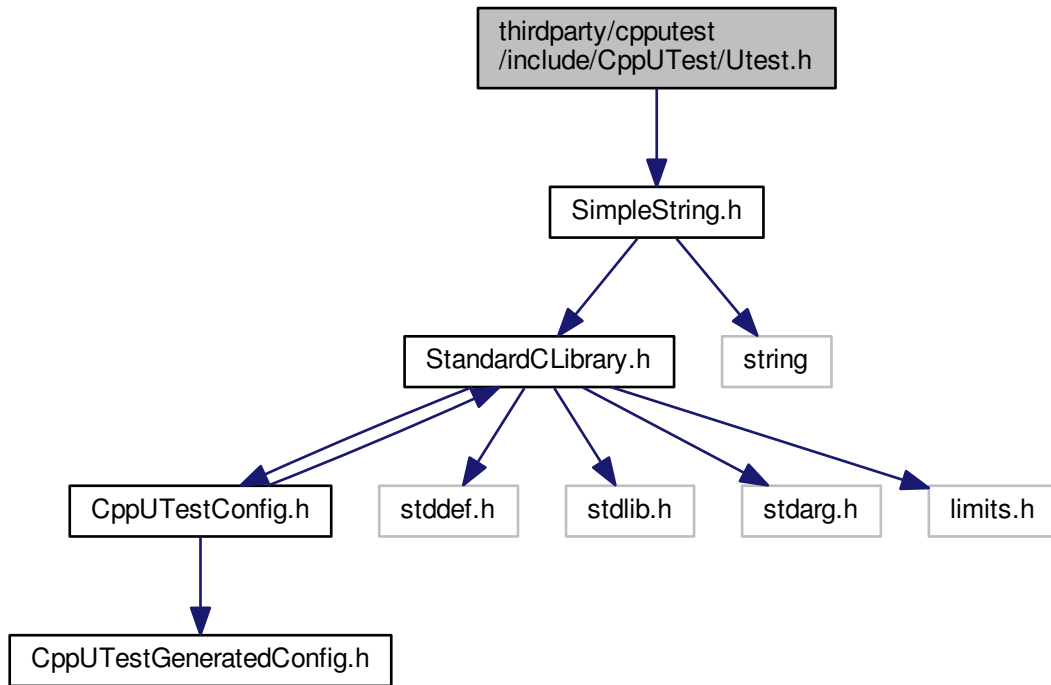 thirdparty/cpputest
/include/CppUTest/Utest.h
SimpleString.h
StandardCLibrary.h
string
CppUTestConfig.h
stddef.h
stdlib.h
stdarg.h
limits.h
CppUTestGeneratedConfig.h